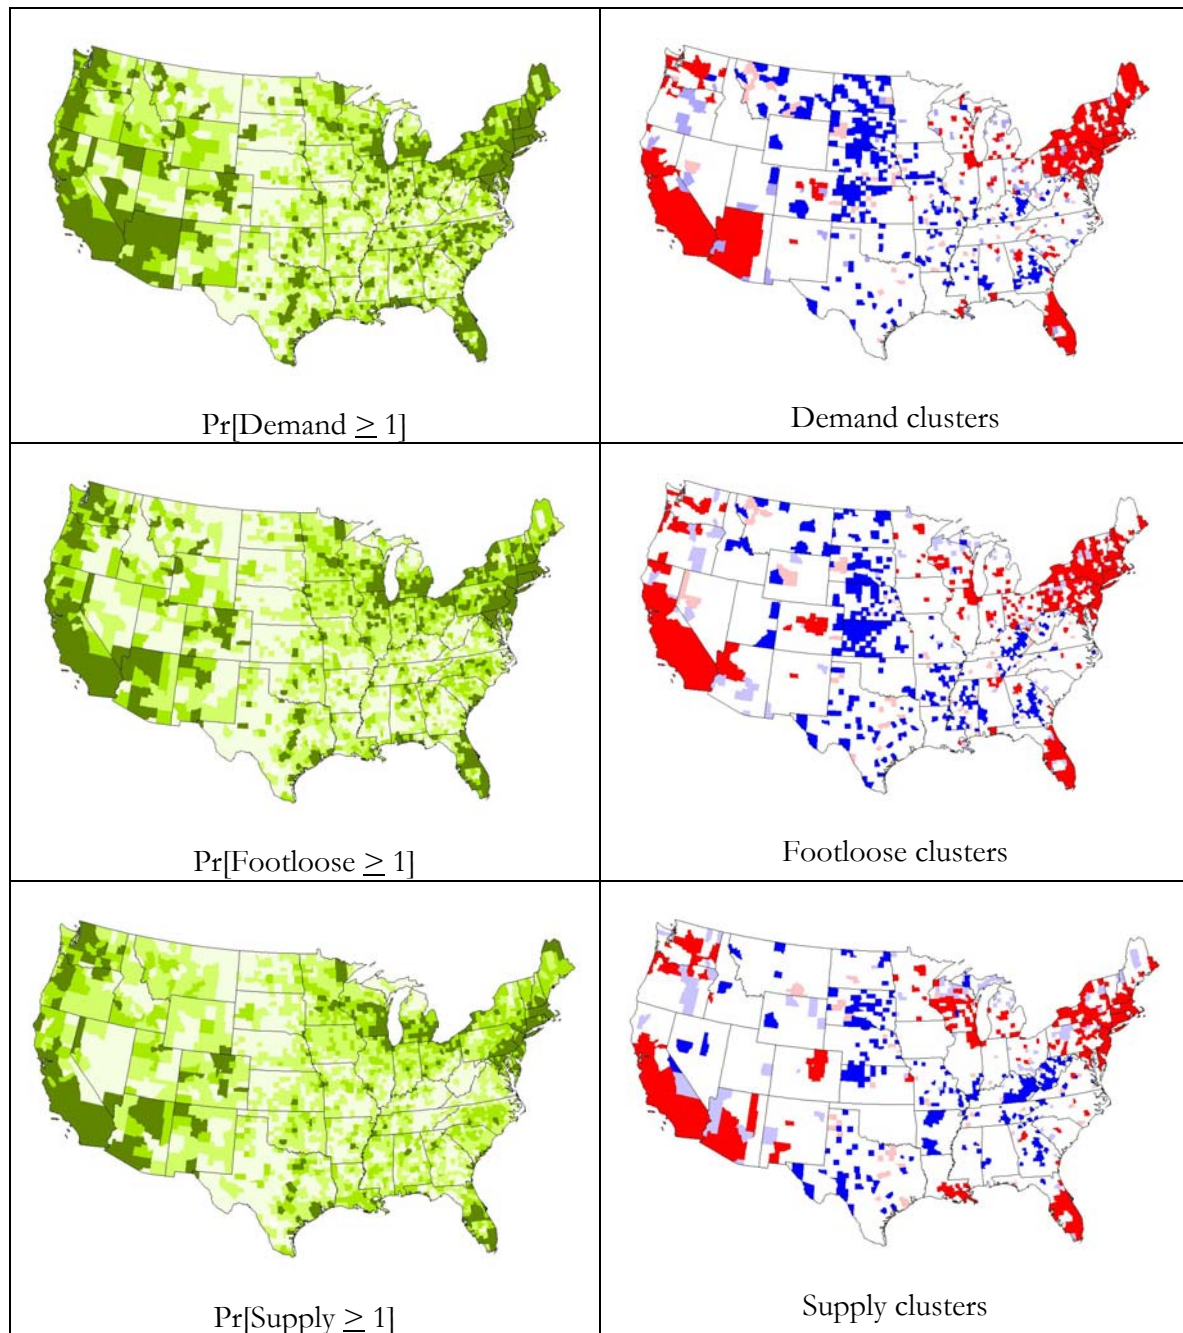 Pr[Demand ≥ 1]
Demand clusters
Pr[Footloose ≥ 1]
Footloose clusters
Pr[Supply ≥ 1]
Supply clusters